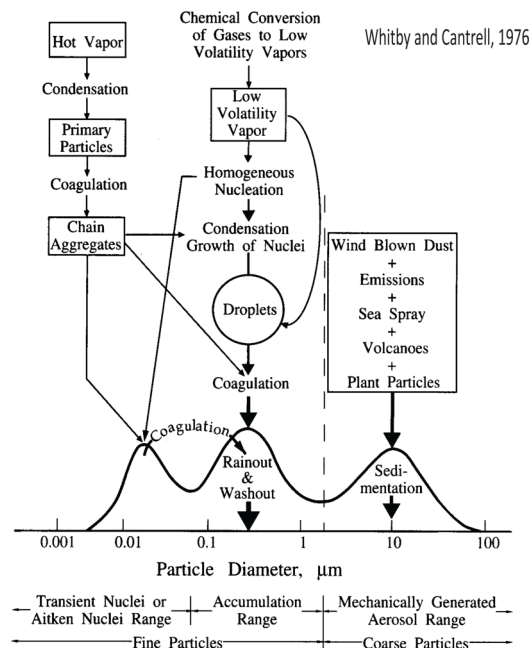 Whitby and Cantrell, 1976
Hot Vapor
Condensation
Primary
Particles
Coagulation
Chain
Aggregates
Chemical Conversion
of Gases to Low
Volatility Vapors
Low
Volatility
Vapor
Homogeneous
Nucleation
Condensation
Growth of Nuclei
Droplets
Coagulation
Wind Blown Dust
+
Emissions
+
Sea Spray
+
Volcanoes
+
Plant Particles
Coagulation
Rainout
&
Washout
Sedi-
mentation
0.001 0.01 0.1 1 10 100
Particle Diameter, μm
Transient Nuclei or
Aitken Nuclei Range
Accumulation
Range
Mechanically Generated
Aerosol Range
Fine Particles
Coarse Particles